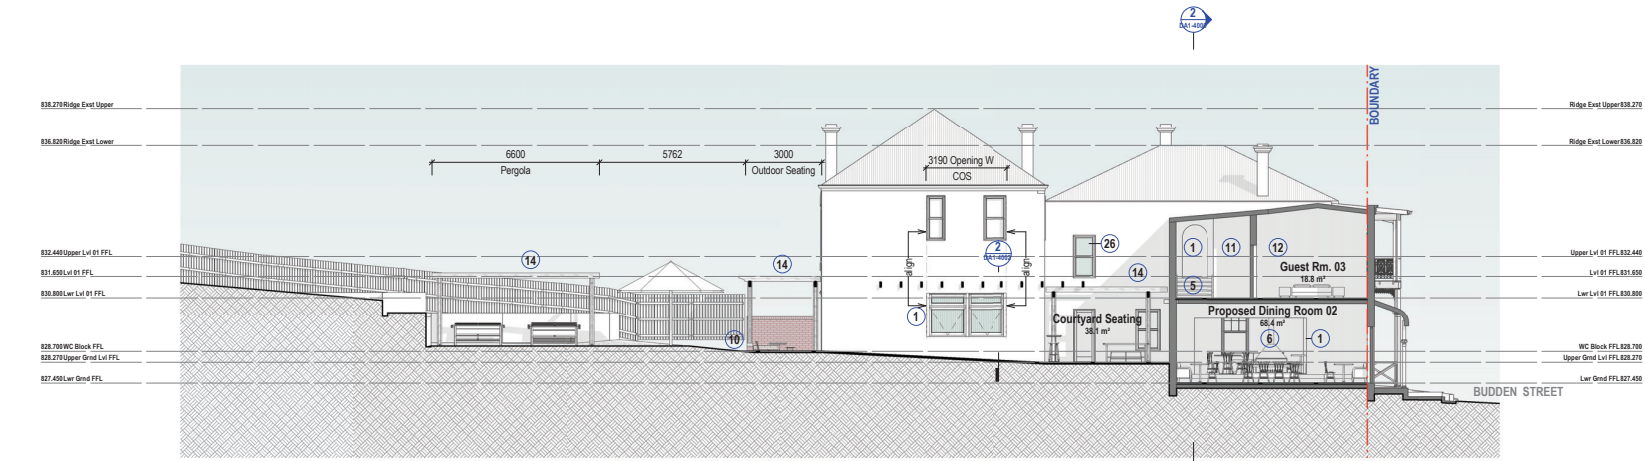 2
DA1-4002
BOUNDARY
838.270 Ridge Exst Upper
Ridge Exst Upper 838.270
836.820 Ridge Exst Lower
Ridge Exst Lower 836.820
6600
Pergola
5762
3000
Outdoor Seating
3190 Opening W
COS
832.440 Upper Lvl 01 FFL
Upper Lvl 01 FFL 832.440
831.650 Lvl 01 FFL
Lvl 01 FFL 831.650
830.800 Lwr Lvl 01 FFL
Lwr Lvl 01 FFL 830.800
14
14
align
2
DA1-4002
align
26
14
1
11
12
5
Guest Rm. 03
18.8 m²
1
10
Courtyard Seating
38.1 m²
Proposed Dining Room 02
68.4 m²
6
1
828.700 WC Block FFL
WC Block FFL 828.700
828.270 Upper Grnd Lvl FFL
Upper Grnd Lvl FFL 828.270
827.450 Lwr Grnd FFL
Lwr Grnd FFL 827.450
BUDDEN STREET